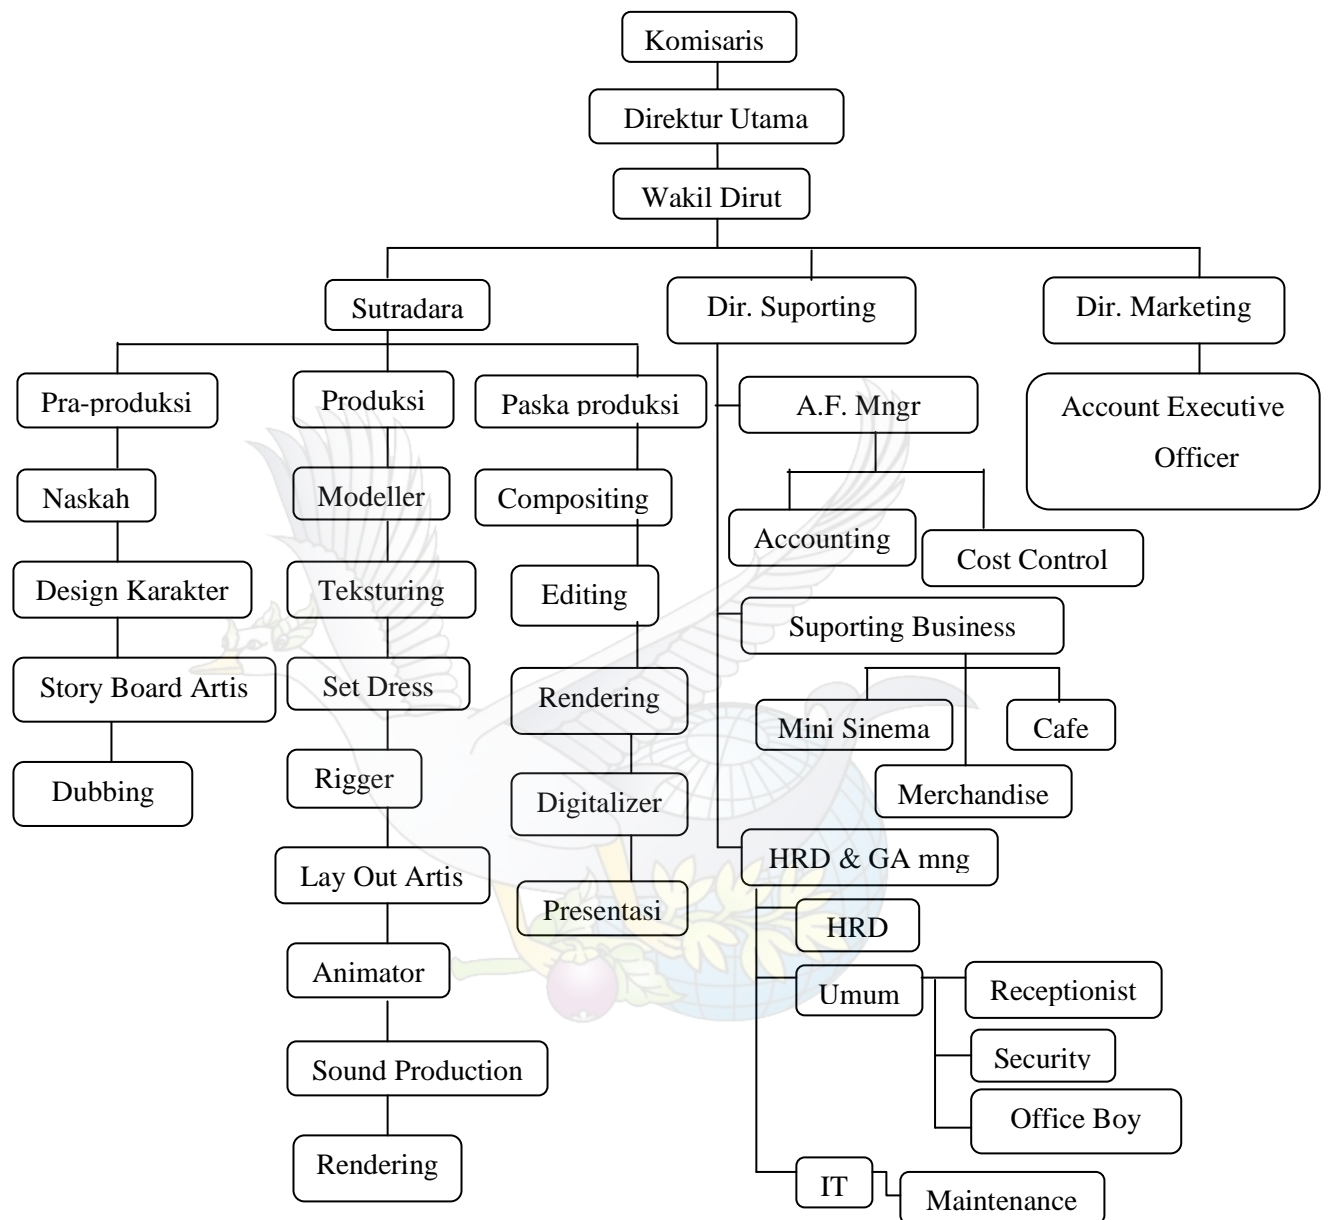 Komisaris
Direktur Utama
Wakil Dirut
Sutradara
Dir. Suporting
Dir. Marketing
Pra-produksi
Produksi
Paska produksi
A.F. Mngr
Account Executive
Officer
Naskah
Modeller
Compositing
Accounting
Cost Control
Design Karakter
Teksturing
Editing
Suporting Business
Story Board Artis
Set Dress
Rendering
Mini Sinema
Cafe
Dubbing
Rigger
Digitalizer
Merchandise
Lay Out Artis
HRD & GA mng
Presentasi
HRD
Animator
Umum
Receptionist
Sound Production
Security
Office Boy
Rendering
IT
Maintenance